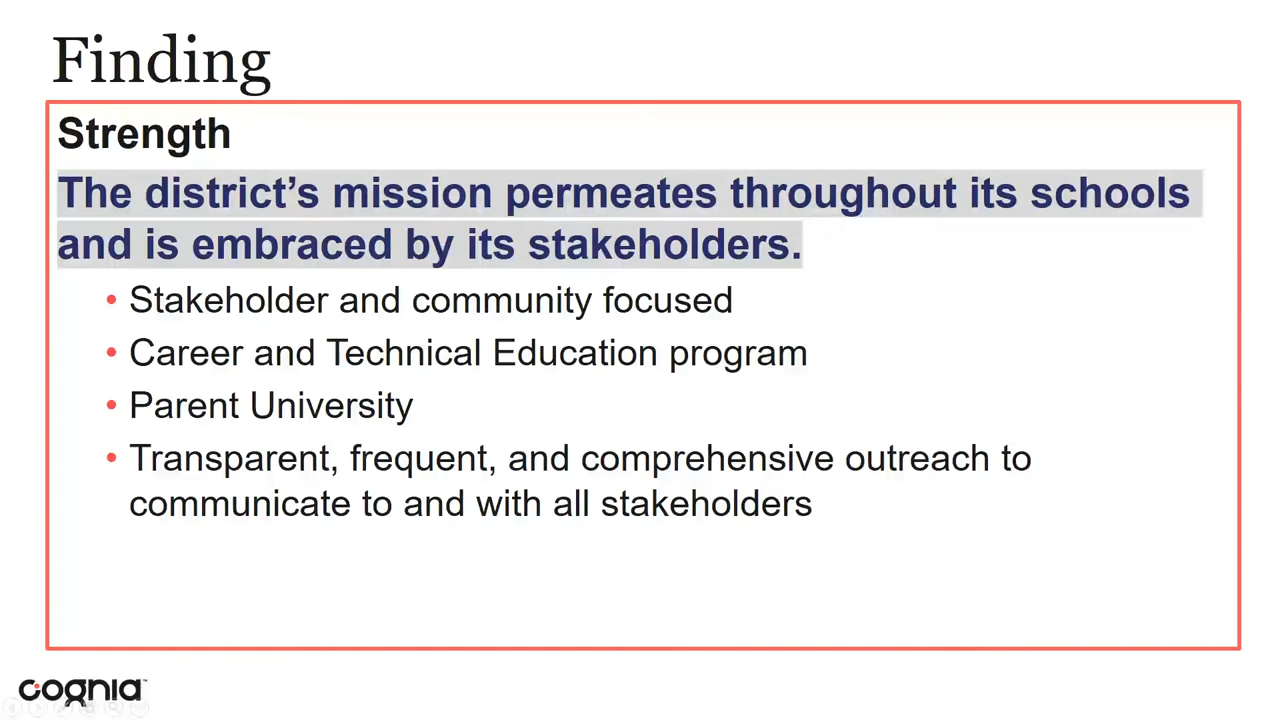 Finding
Strength
The district’s mission permeates throughout its schools
and is embraced by its stakeholders.
• Stakeholder and community focused
• Career and Technical Education program
• Parent University
• Transparent, frequent, and comprehensive outreach to
communicate to and with all stakeholders
cognia™